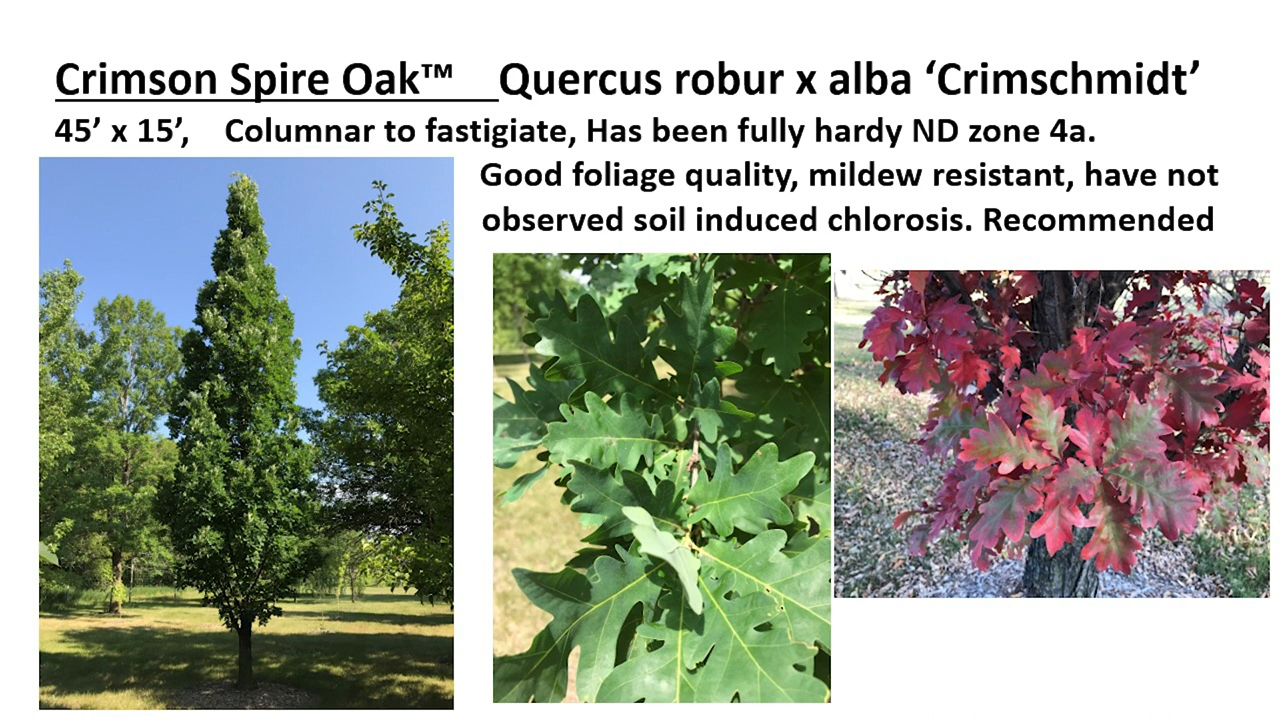 Crimson Spire Oak™ Quercus robur x alba ‘Crimschmidt’
45’ x 15’, Columnar to fastigiate, Has been fully hardy ND zone 4a.
Good foliage quality, mildew resistant, have not
observed soil induced chlorosis. Recommended